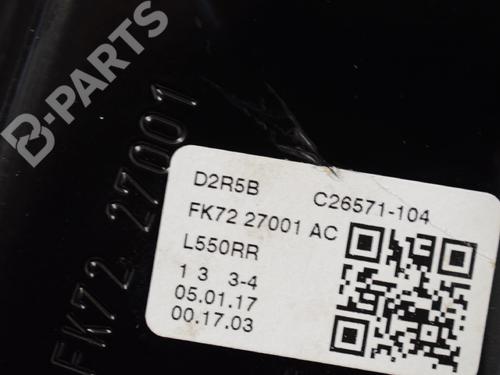 B-PARTS
FK72 27001
D2R5B C26571-104
FK72 27001 AC
L550RR
1 3 3-4
05.01.17
00.17.03